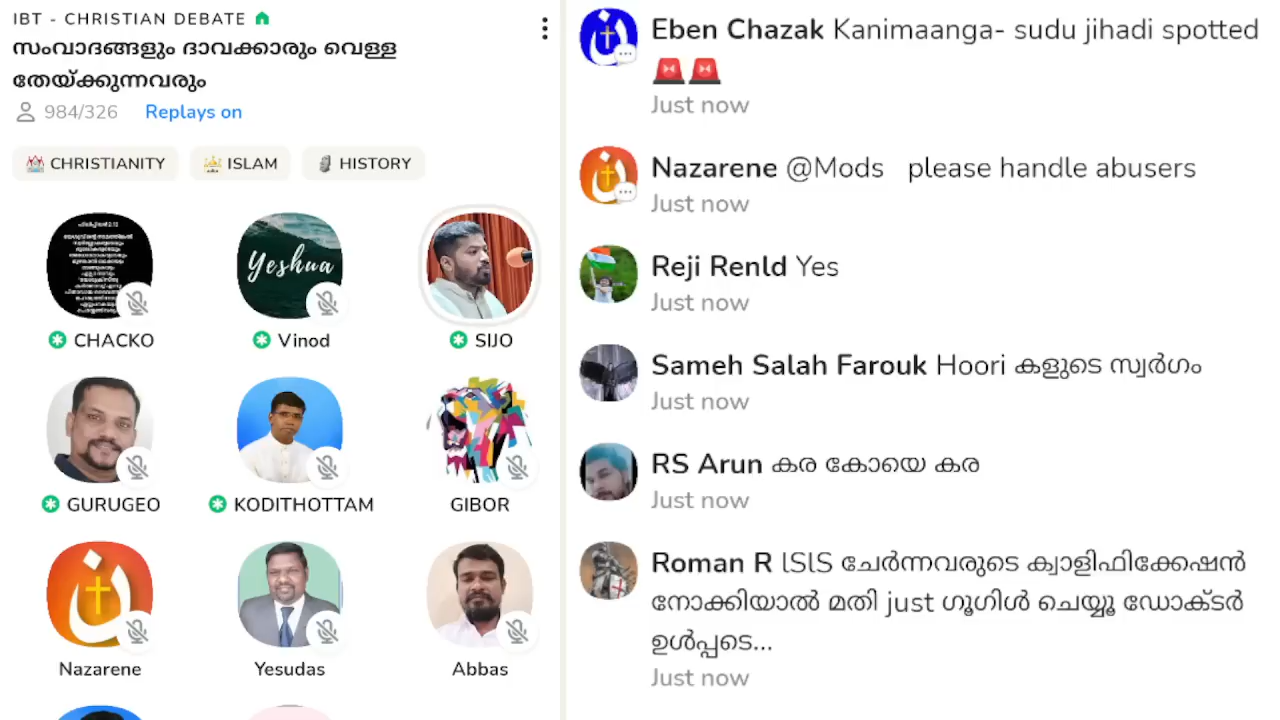 IBT - CHRISTIAN DEBATE
സംവാദങ്ങളും ദാവക്കാരും വെള്ള
തേയ്ക്കുന്നവരും
984/326 Replays on
CHRISTIANITY ISLAM HISTORY
Yeshua
CHACKO Vinod SIJO
GURUGEO KODITHOTTAM GIBOR
Nazarene Yesudas Abbas
Eben Chazak Kanimaanga- sudu jihadi spotted
Just now
Nazarene @Mods please handle abusers
Just now
Reji Renld Yes
Just now
Sameh Salah Farouk Hoori കളുടെ സ്വർഗം
Just now
RS Arun കര കോയെ കര
Just now
Roman R ISIS ചേർന്നവരുടെ ക്വാളിഫിക്കേഷൻ
നോക്കിയാൽ മതി just ഗൂഗിൾ ചെയ്യൂ ഡോക്ടർ
ഉൾപ്പടെ...
Just now